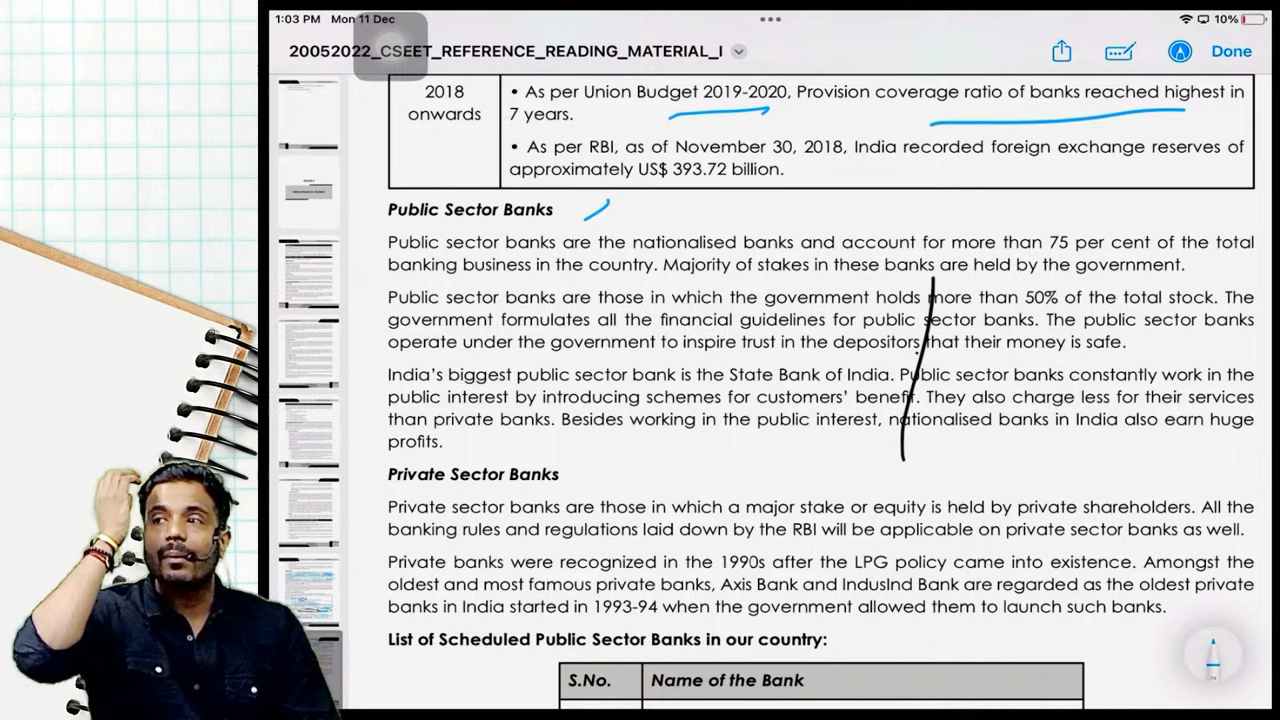 1:03 PM Mon 11 Dec
10%
20052022_CSEET_REFERENCE_READING_MATERIAL_I
Done
2018 onwards
• As per Union Budget 2019-2020, Provision coverage ratio of banks reached highest in
7 years.
• As per RBI, as of November 30, 2018, India recorded foreign exchange reserves of
approximately US$ 393.72 billion.
Public Sector Banks
Public sector banks are the nationalised banks and account for more than 75 per cent of the total
banking business in the country. Majority of stakes in these banks are held by the government.
Public sector banks are those in which the government holds more than 50% of the total stock. The
government formulates all the financial guidelines for public sector banks. The public sector banks
operate under the government to inspire trust in the depositors that their money is safe.
India's biggest public sector bank is the State Bank of India. Public sector banks constantly work in the
public interest by introducing schemes for customers' benefit. They also charge less for their services
than private banks. Besides working in the public interest, nationalised banks in India also earn huge
profits.
Private Sector Banks
Private sector banks are those in which a major stake or equity is held by private shareholders. All the
banking rules and regulations laid down by the RBI will be applicable on private sector banks as well.
Private banks were recognized in the 1990s after the LPG policy came into existence. Amongst the
oldest and most famous private banks, Axis Bank and IndusInd Bank are regarded as the oldest private
banks in India started in 1993-94 when the government allowed them to launch such banks.
List of Scheduled Public Sector Banks in our country:
S.No. Name of the Bank